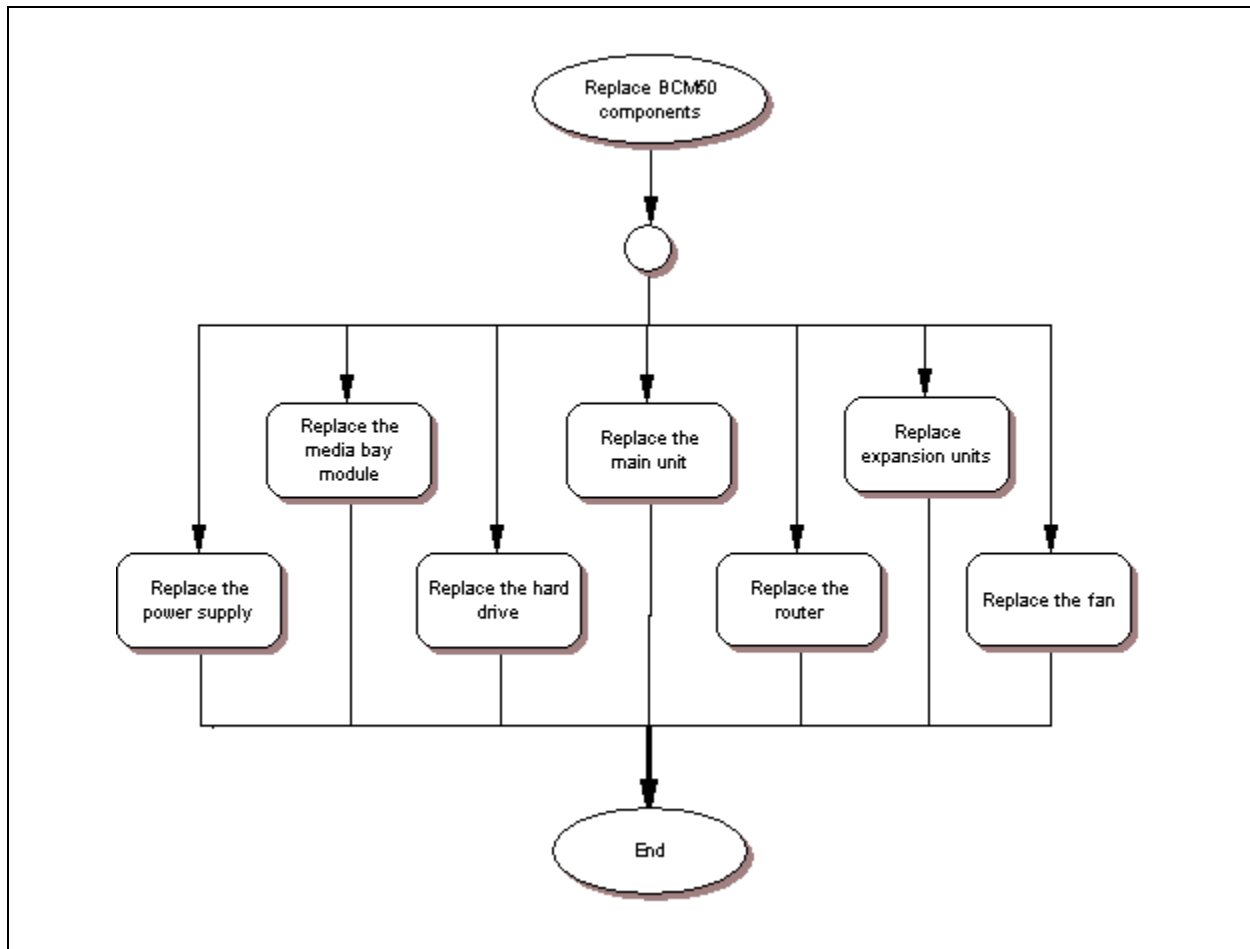 Replace BCM50
components
Replace the
media bay
module
Replace the
main unit
Replace
expansion units
Replace the
power supply
Replace the hard
drive
Replace the
router
Replace the fan
End